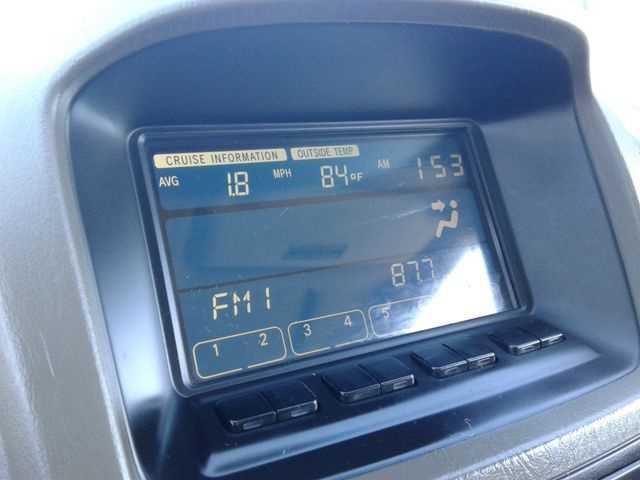 CRUISE INFORMATION OUTSIDE TEMP
AVG 1.8 MPH 84°F AM 1:53
FM1 87.7
1 2 3 4 5